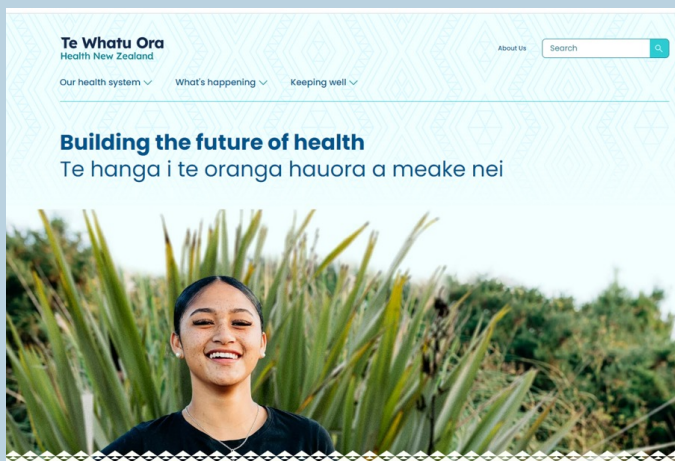 Te Whatu Ora
Health New Zealand
About Us
Search
Our health system
What's happening
Keeping well
Building the future of health
Te hanga i te oranga hauora a meake nei